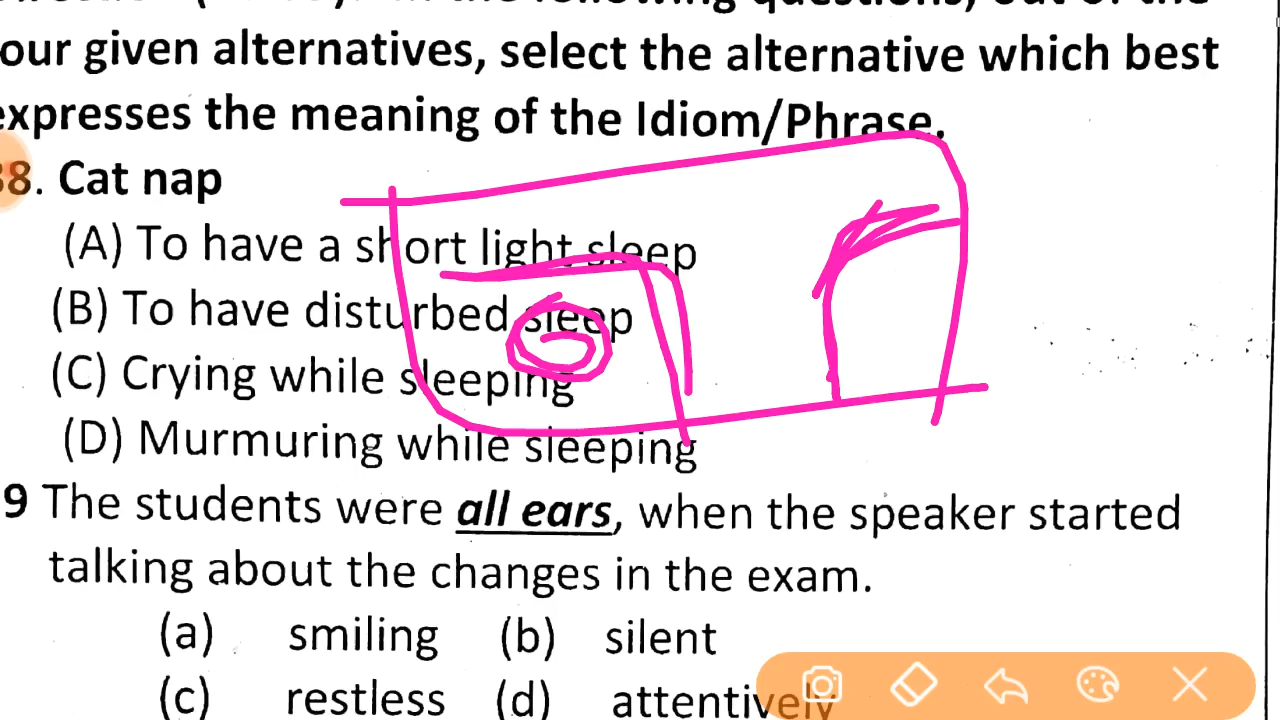 our given alternatives, select the alternative which best
expresses the meaning of the Idiom/Phrase.
38. Cat nap
(A) To have a short light sleep
(B) To have disturbed sleep
(C) Crying while sleeping
(D) Murmuring while sleeping
9 The students were all ears, when the speaker started
talking about the changes in the exam.
(a) smiling (b) silent
(c) restless (d) attentively